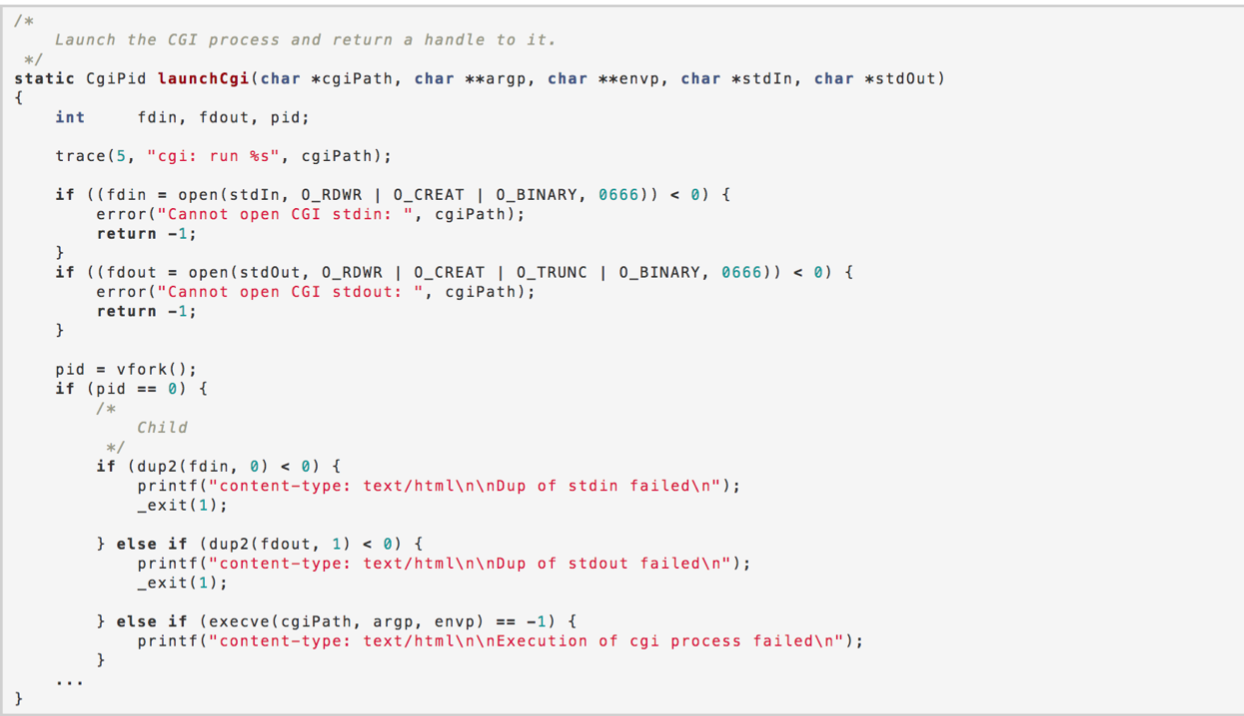 /*
    Launch the CGI process and return a handle to it.
 */
static CgiPid launchCgi(char *cgiPath, char **argp, char **envp, char *stdIn, char *stdOut)
{
    int     fdin, fdout, pid;

    trace(5, "cgi: run %s", cgiPath);

    if ((fdin = open(stdIn, O_RDWR | O_CREAT | O_BINARY, 0666)) < 0) {
        error("Cannot open CGI stdin: ", cgiPath);
        return -1;
    }
    if ((fdout = open(stdOut, O_RDWR | O_CREAT | O_TRUNC | O_BINARY, 0666)) < 0) {
        error("Cannot open CGI stdout: ", cgiPath);
        return -1;
    }

    pid = vfork();
    if (pid == 0) {
        /*
            Child
         */
        if (dup2(fdin, 0) < 0) {
            printf("content-type: text/html\n\nDup of stdin failed\n");
            _exit(1);

        } else if (dup2(fdout, 1) < 0) {
            printf("content-type: text/html\n\nDup of stdout failed\n");
            _exit(1);

        } else if (execve(cgiPath, argp, envp) == -1) {
            printf("content-type: text/html\n\nExecution of cgi process failed\n");
        }
    ...
}